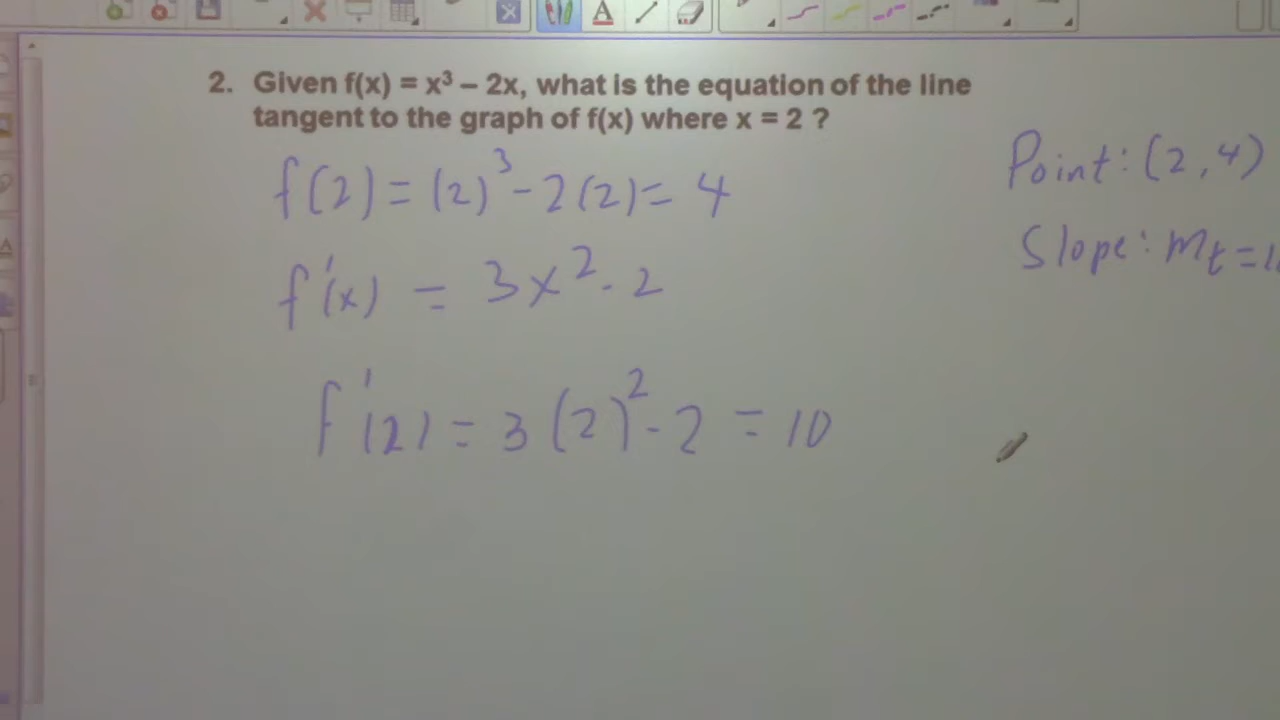 2. Given f(x) = x³ – 2x, what is the equation of the line
tangent to the graph of f(x) where x = 2 ?
f(2) = (2)³ - 2(2) = 4
Point: (2, 4)
f'(x) = 3x² - 2
Slope: m_t =
f'(2) = 3(2)² - 2 = 10